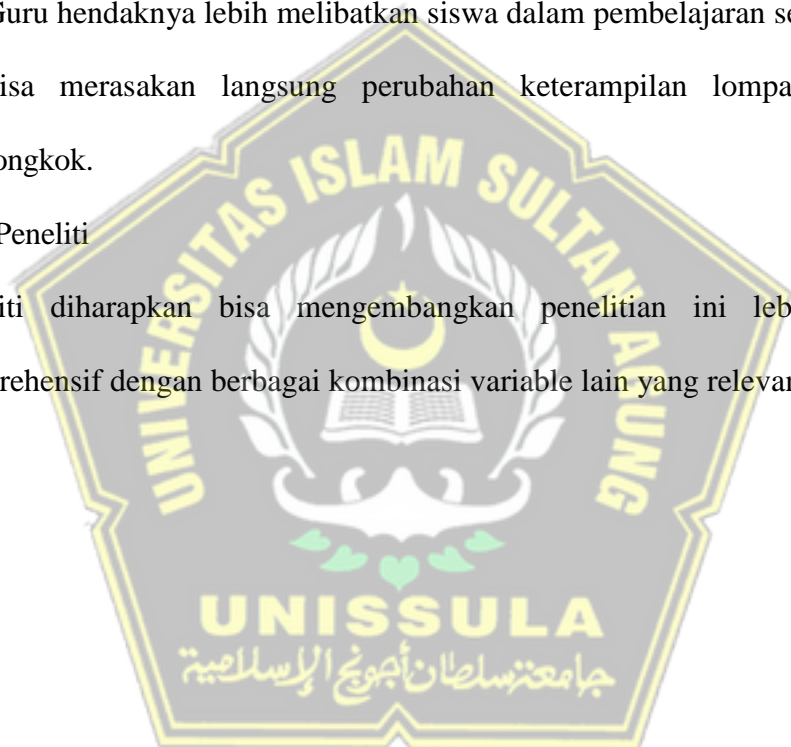 Guru hendaknya lebih melibatkan siswa dalam pembelajaran se
isa merasakan langsung perubahan keterampilan lompa
ongkok.
Peneliti
iti diharapkan bisa mengembangkan penelitian ini leb
rehensif dengan berbagai kombinasi variable lain yang relevan
UNIVERSITAS ISLAM SULTAN AGUNG
UNISSULA
جامعة سلطان أجونج الإسلامية